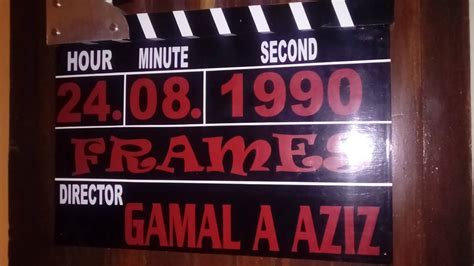 HOUR MINUTE SECOND
24. 08. 1990
FRAMES
DIRECTOR
GAMAL A AZIZ